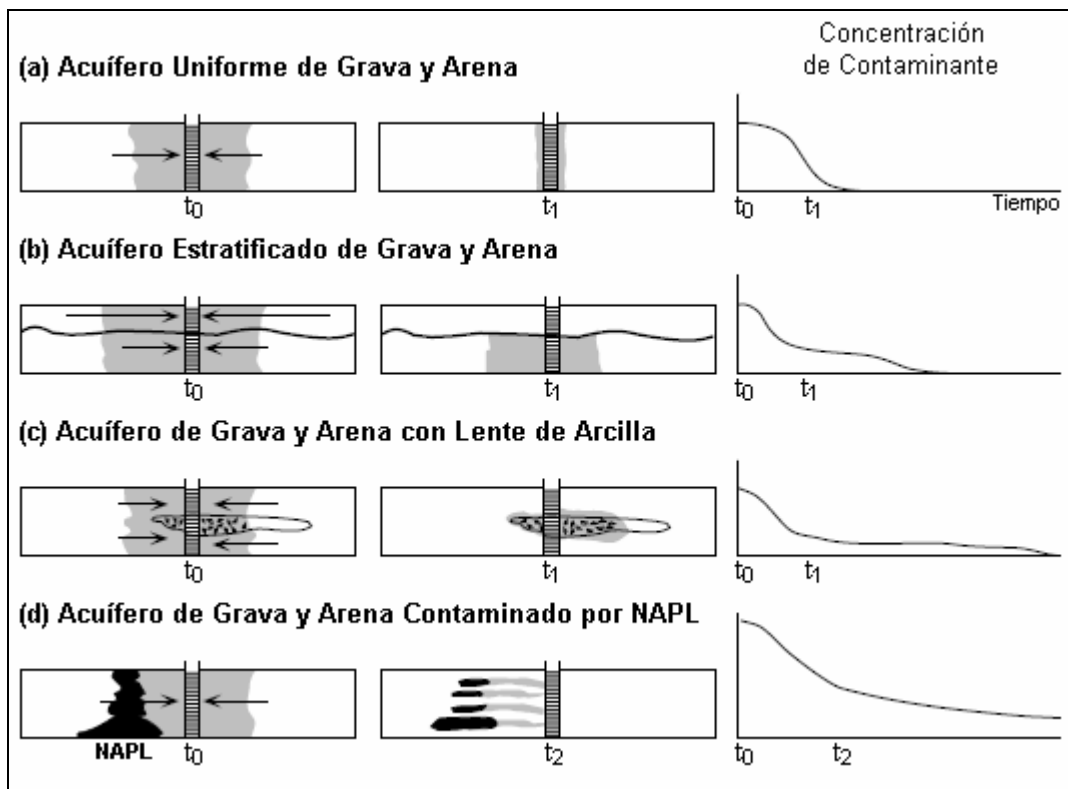 Concentración
de Contaminante
(a) Acuífero Uniforme de Grava y Arena
t0
t1
t0
t1
Tiempo
(b) Acuífero Estratificado de Grava y Arena
t0
t1
t0
t1
(c) Acuífero de Grava y Arena con Lente de Arcilla
t0
t1
t0
t1
(d) Acuífero de Grava y Arena Contaminado por NAPL
NAPL
t0
t2
t0
t2